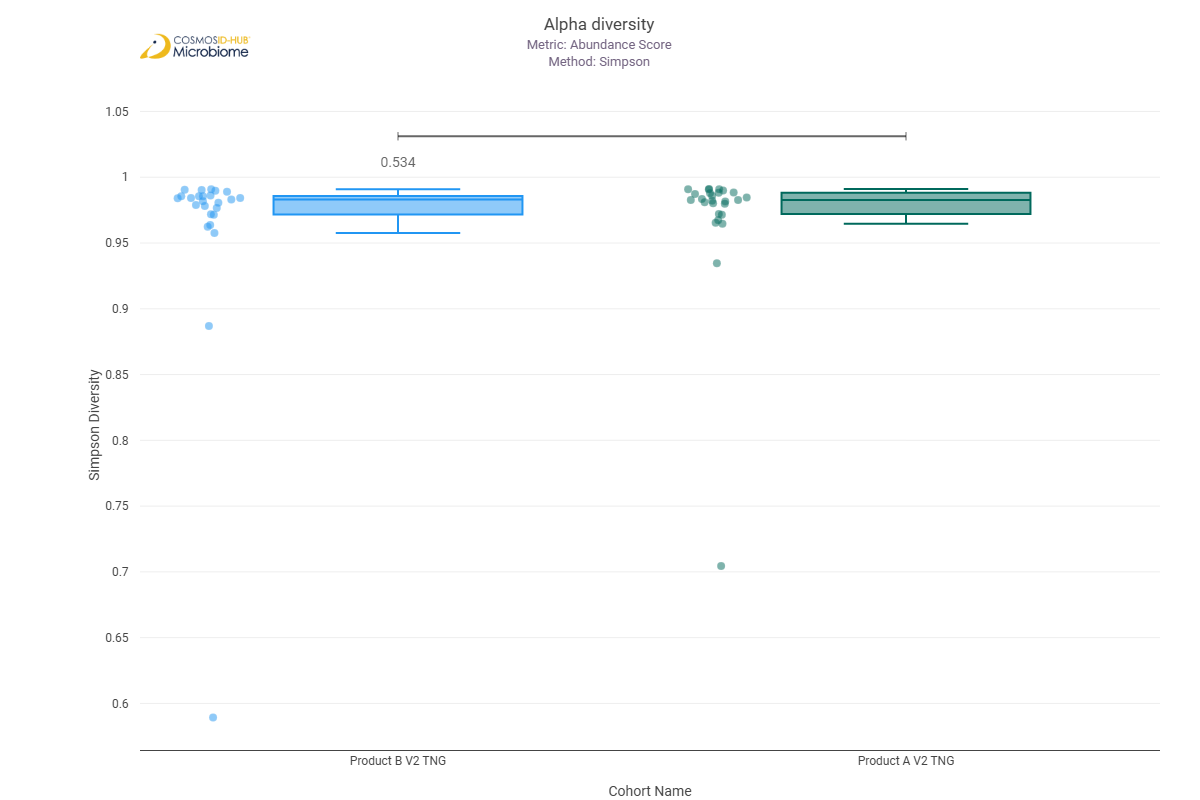 Alpha diversity
Metric: Abundance Score
Method: Simpson
COSMOSID-HUB
Microbiome
1.05
0.534
1
0.95
0.9
0.85
0.8
0.75
0.7
0.65
0.6
Simpson Diversity
Product B V2 TNG
Product A V2 TNG
Cohort Name